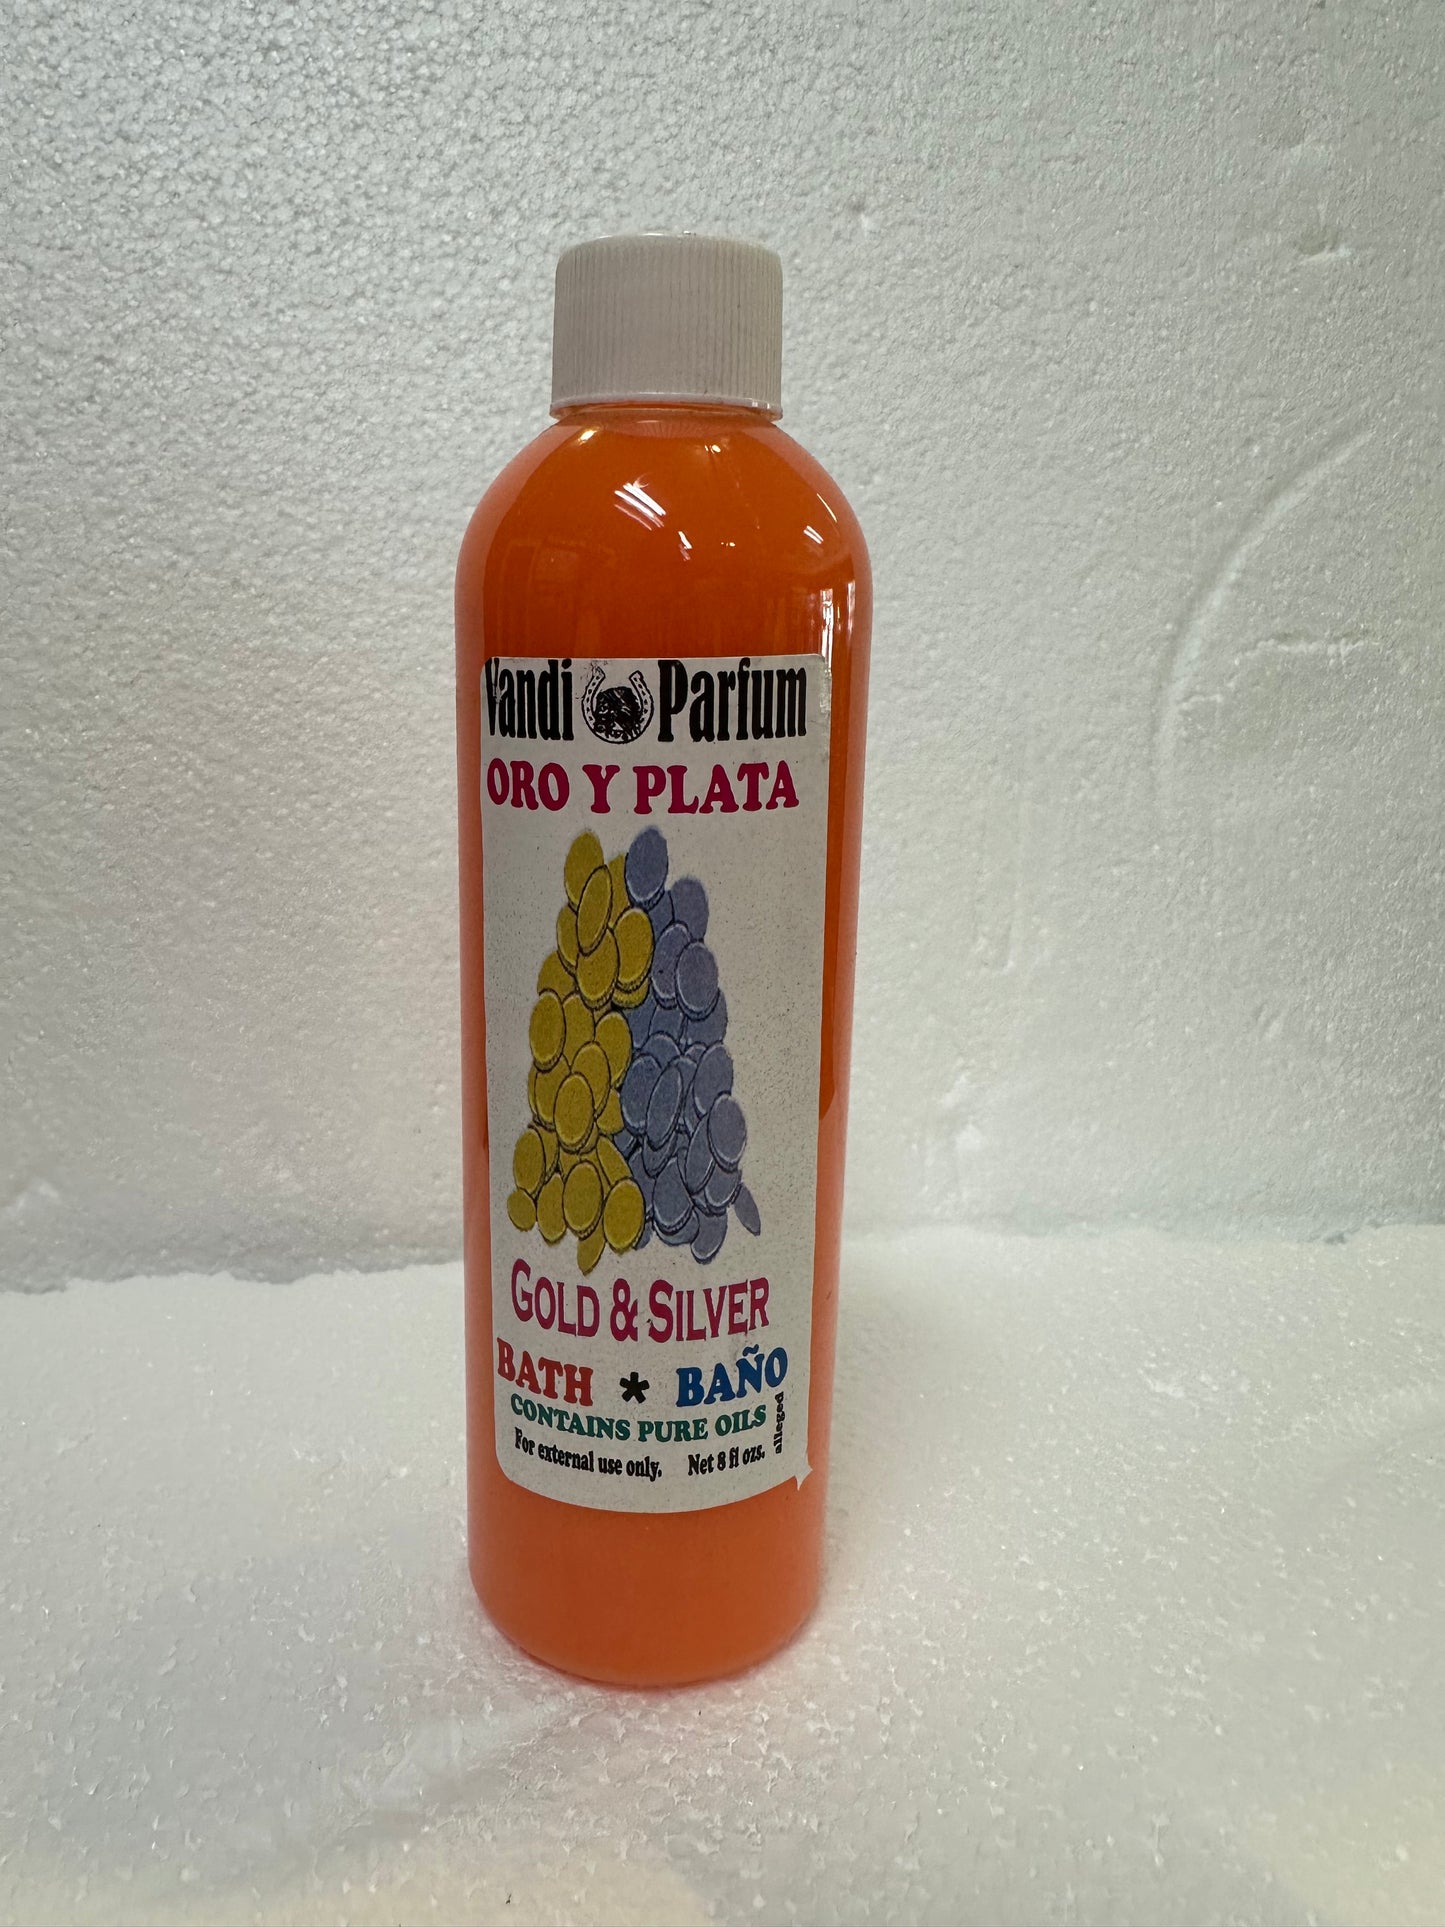 Vandi Parfum
ORO Y PLATA
GOLD & SILVER
BATH * BAÑO
CONTAINS PURE OILS
For external use only. Net 8 fl ozs.
alleged